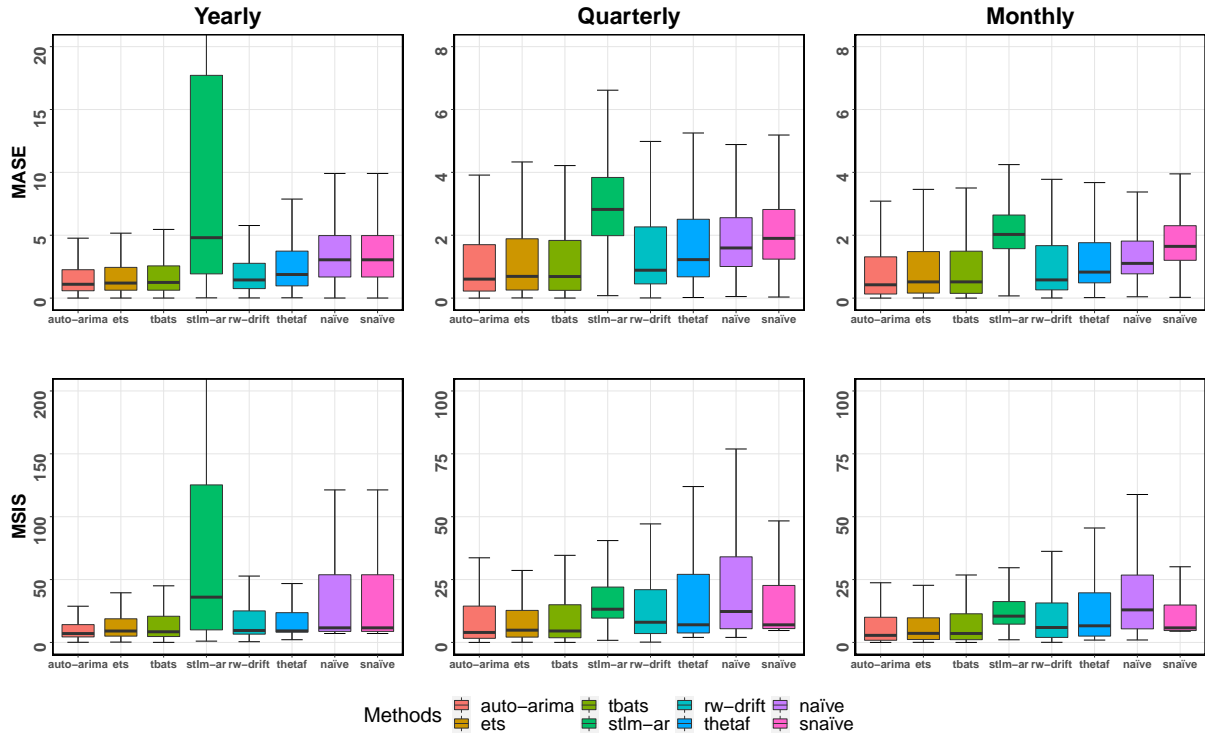 Yearly Quarterly Monthly
MASE
20
15
10
5
0
8
6
4
2
0
8
6
4
2
0
auto−arima ets tbats stlm−ar rw−drift thetaf naïve snaïve
auto−arima ets tbats stlm−ar rw−drift thetaf naïve snaïve
auto−arima ets tbats stlm−ar rw−drift thetaf naïve snaïve
MSIS
200
150
100
50
0
100
75
50
25
0
100
75
50
25
0
auto−arima ets tbats stlm−ar rw−drift thetaf naïve snaïve
auto−arima ets tbats stlm−ar rw−drift thetaf naïve snaïve
auto−arima ets tbats stlm−ar rw−drift thetaf naïve snaïve
Methods
auto−arima tbats rw−drift naïve
ets stlm−ar thetaf snaïve